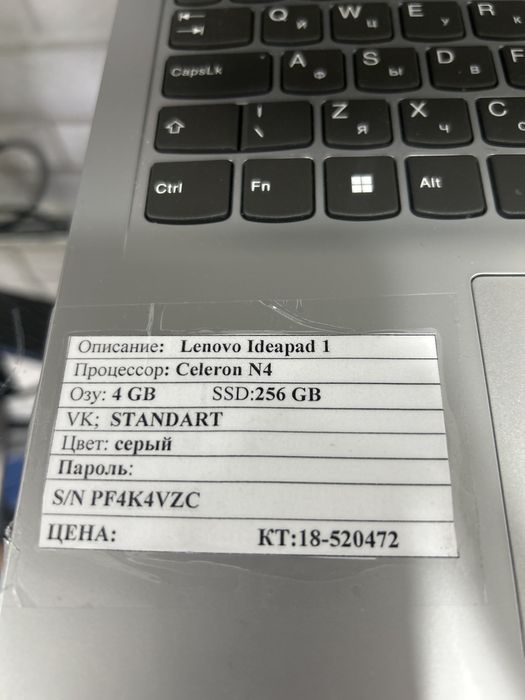 Q Й W Ц E У R К
CapsLk A Ф S Ы D В F
Z Я X Ч C С
Ctrl Fn Alt
Описание: Lenovo Ideapad 1
Процессор: Celeron N4
Озу: 4 GB SSD:256 GB
VK; STANDART
Цвет: серый
Пароль:
S/N PF4K4VZC
ЦЕНА: КТ:18-520472